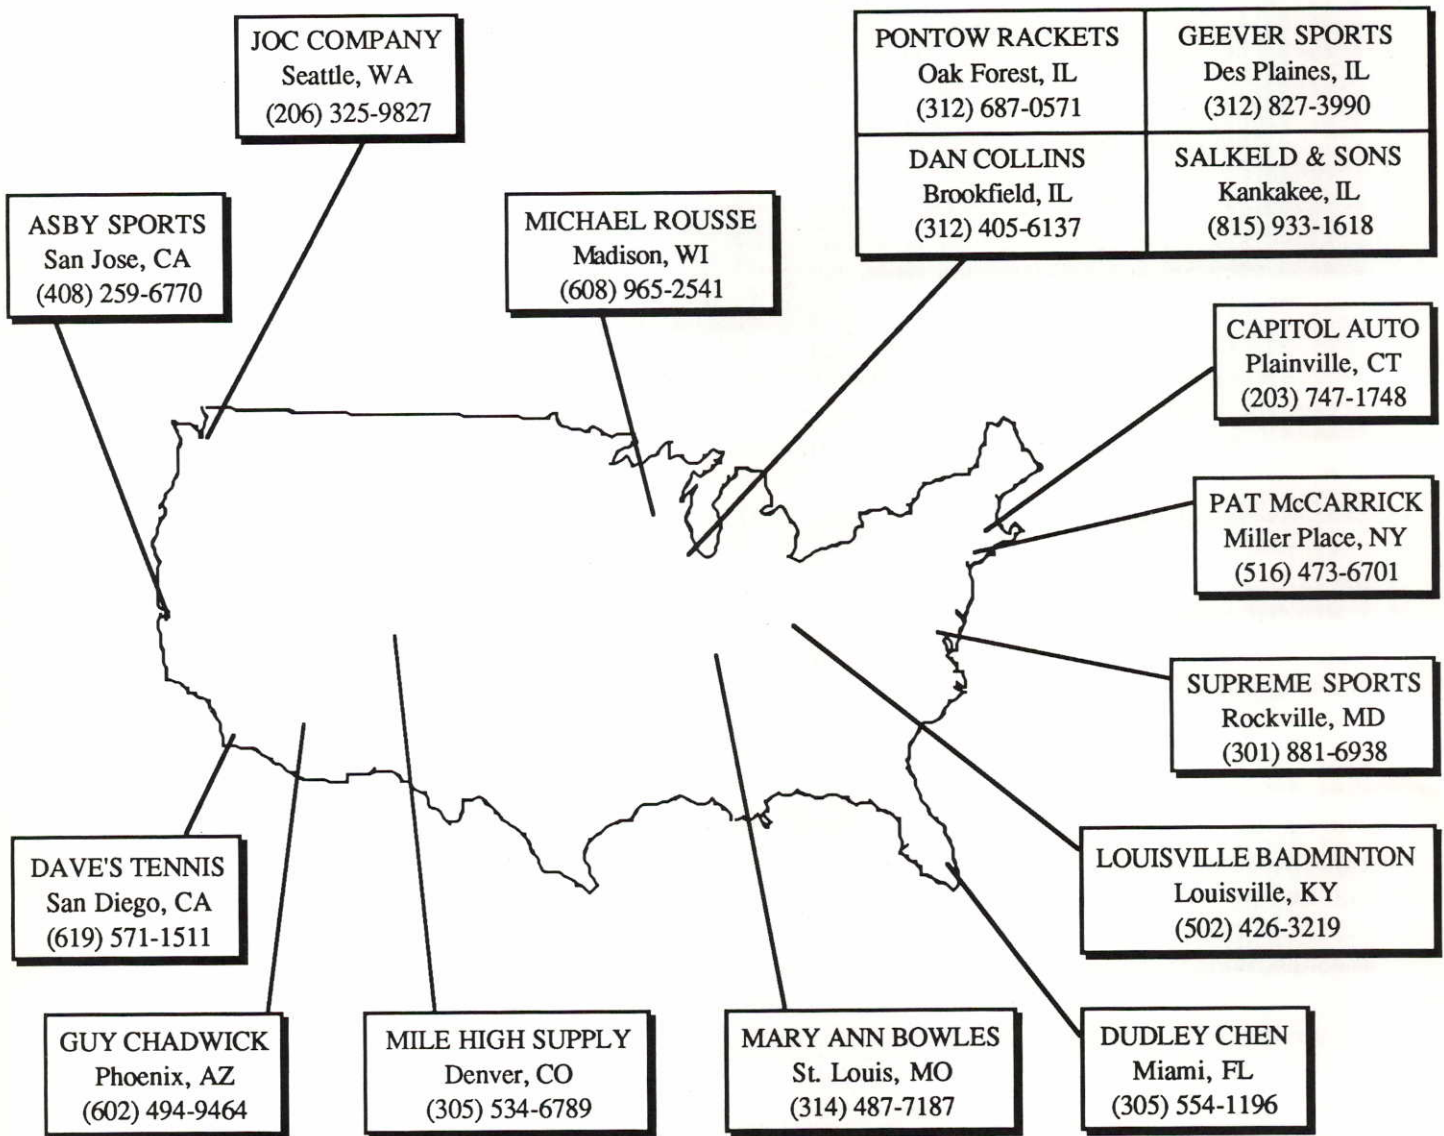 JOC COMPANY
Seattle, WA
(206) 325-9827
PONTOW RACKETS
Oak Forest, IL
(312) 687-0571
GEEVER SPORTS
Des Plaines, IL
(312) 827-3990
DAN COLLINS
Brookfield, IL
(312) 405-6137
SALKELD & SONS
Kankakee, IL
(815) 933-1618
ASBY SPORTS
San Jose, CA
(408) 259-6770
MICHAEL ROUSSE
Madison, WI
(608) 965-2541
CAPITOL AUTO
Plainville, CT
(203) 747-1748
PAT McCARRICK
Miller Place, NY
(516) 473-6701
SUPREME SPORTS
Rockville, MD
(301) 881-6938
DAVE'S TENNIS
San Diego, CA
(619) 571-1511
LOUISVILLE BADMINTON
Louisville, KY
(502) 426-3219
GUY CHADWICK
Phoenix, AZ
(602) 494-9464
MILE HIGH SUPPLY
Denver, CO
(305) 534-6789
MARY ANN BOWLES
St. Louis, MO
(314) 487-7187
DUDLEY CHEN
Miami, FL
(305) 554-1196